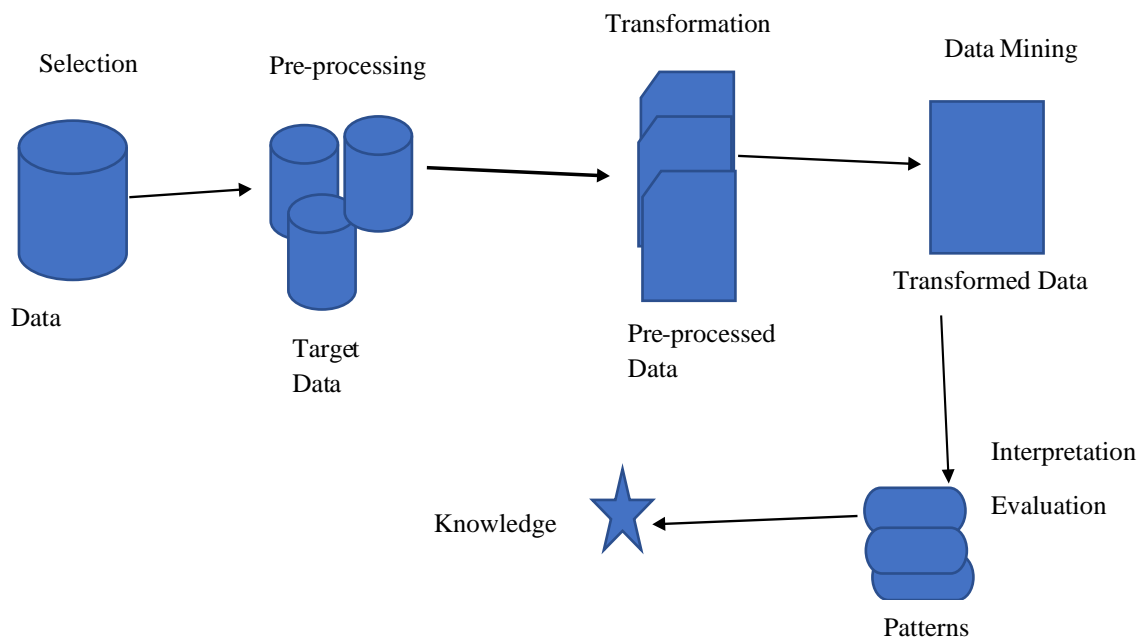 Transformation
Data Mining
Selection
Pre-processing
Data
Target
Data
Pre-processed
Data
Transformed Data
Interpretation
Evaluation
Knowledge
Patterns